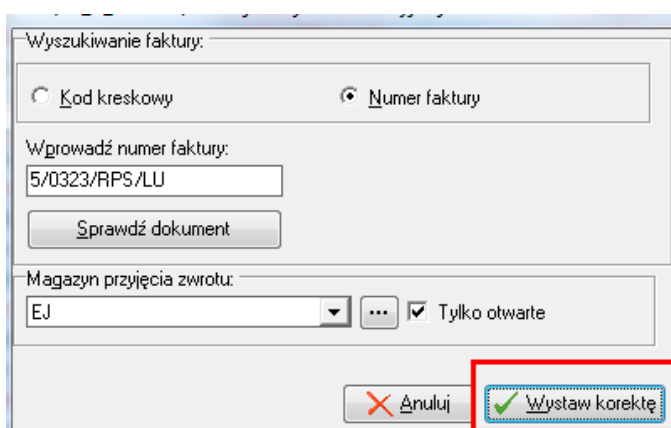 Wyszukiwanie faktury:
Kod kreskowy
Numer faktury
Wprowadź numer faktury:
5/0323/RPS/LU
Sprawdź dokument
Magazyn przyjęcia zwrotu:
EJ
...
Tylko otwarte
Anuluj
Wystaw korektę